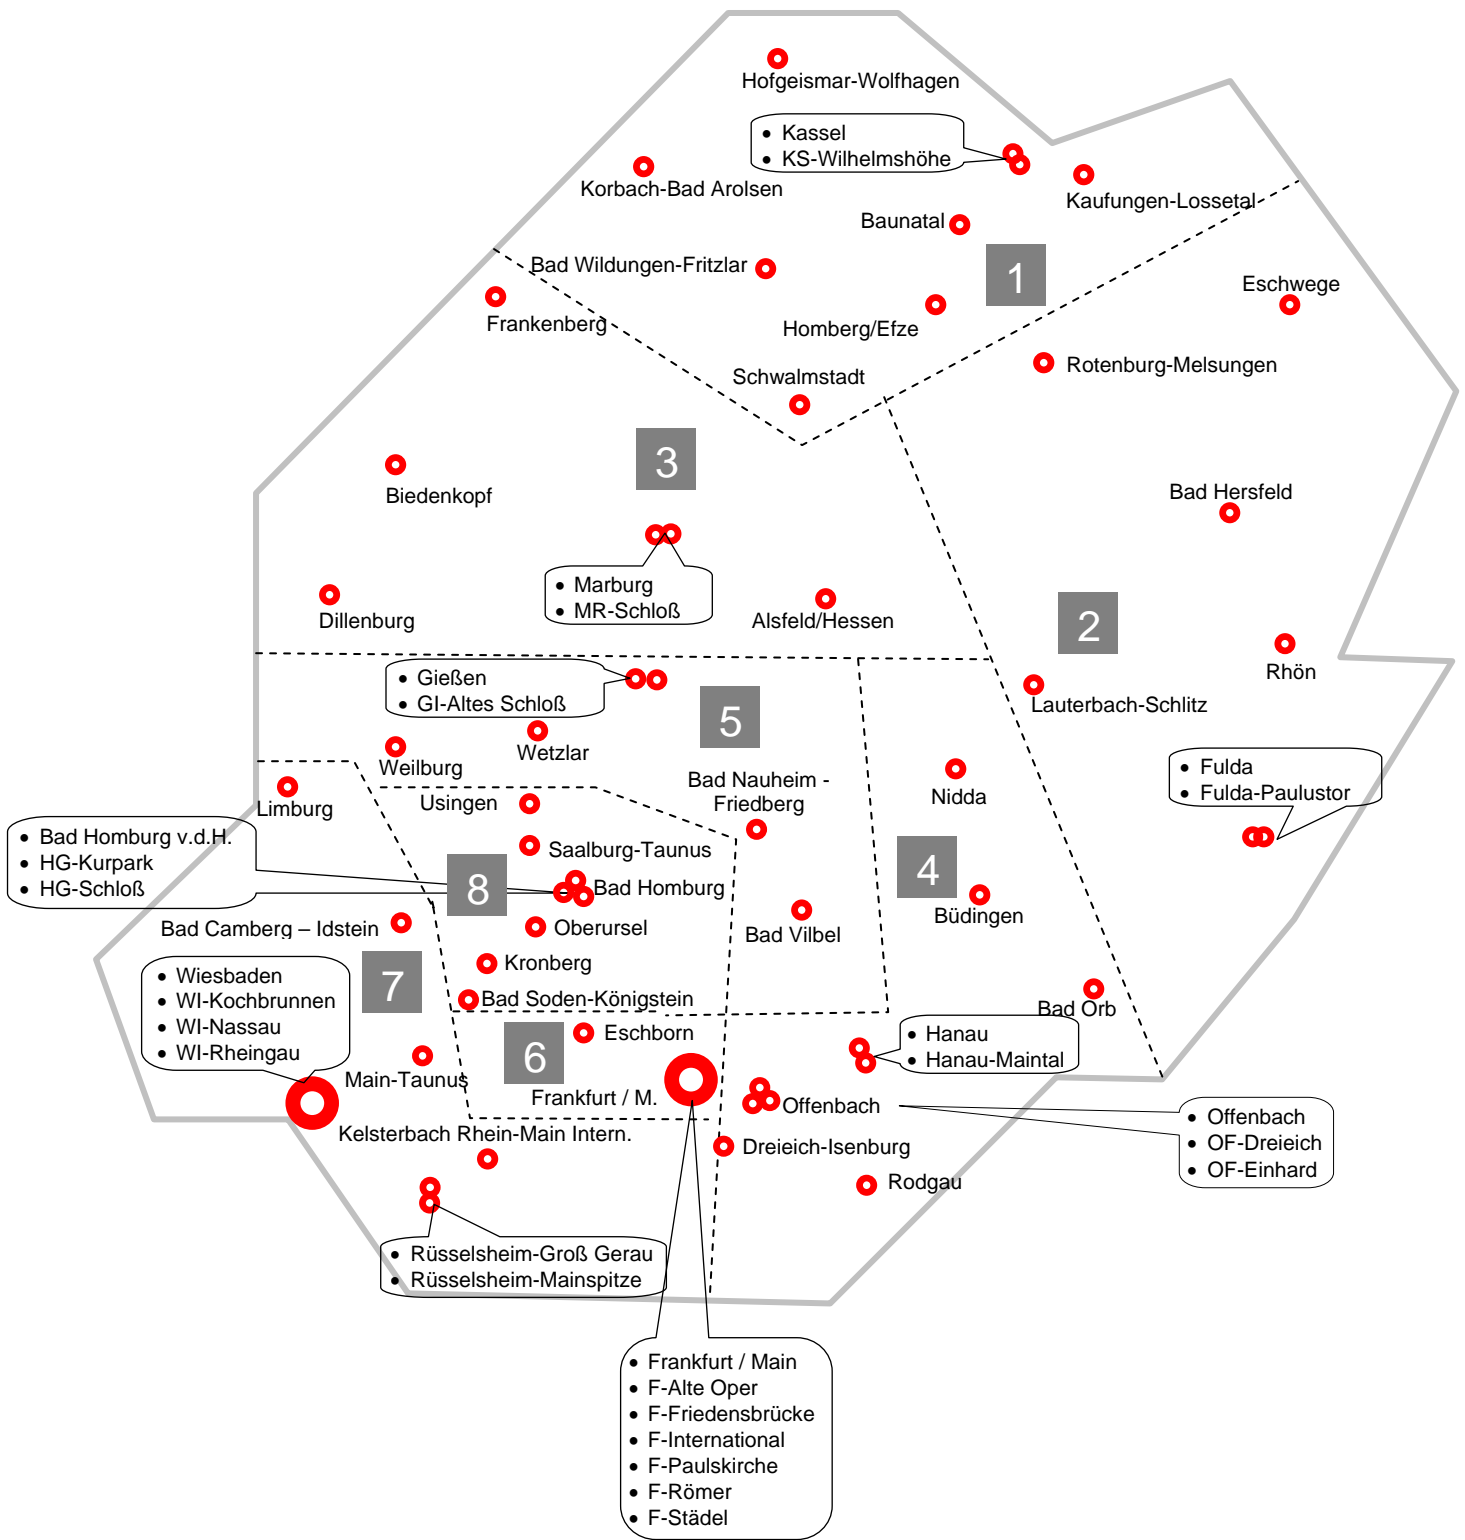 Hofgeismar-Wolfhagen
• Kassel
• KS-Wilhelmshöhe
Korbach-Bad Arolsen
Kaufungen-Lossetal
Baunatal
Bad Wildungen-Fritzlar
1
Eschwege
Frankenberg
Homberg/Efze
Rotenburg-Melsungen
Schwalmstadt
3
Biedenkopf
Bad Hersfeld
• Marburg
• MR-Schloß
Dillenburg
Alsfeld/Hessen
2
Rhön
• Gießen
• GI-Altes Schloß
Lauterbach-Schlitz
5
Wetzlar
Weilburg
Bad Nauheim -
Friedberg
Nidda
• Fulda
• Fulda-Paulustor
Limburg
Usingen
• Bad Homburg v.d.H.
• HG-Kurpark
• HG-Schloß
Saalburg-Taunus
8
Bad Homburg
4
Büdingen
Bad Camberg – Idstein
Oberursel
Bad Vilbel
Kronberg
7
• Wiesbaden
• WI-Kochbrunnen
• WI-Nassau
• WI-Rheingau
Bad Soden-Königstein
Bad Orb
Eschborn
6
• Hanau
• Hanau-Maintal
Main-Taunus
Frankfurt / M.
Offenbach
• Offenbach
• OF-Dreieich
• OF-Einhard
Kelsterbach Rhein-Main Intern.
Dreieich-Isenburg
Rodgau
• Rüsselsheim-Groß Gerau
• Rüsselsheim-Mainspitze
• Frankfurt / Main
• F-Alte Oper
• F-Friedensbrücke
• F-International
• F-Paulskirche
• F-Römer
• F-Städel